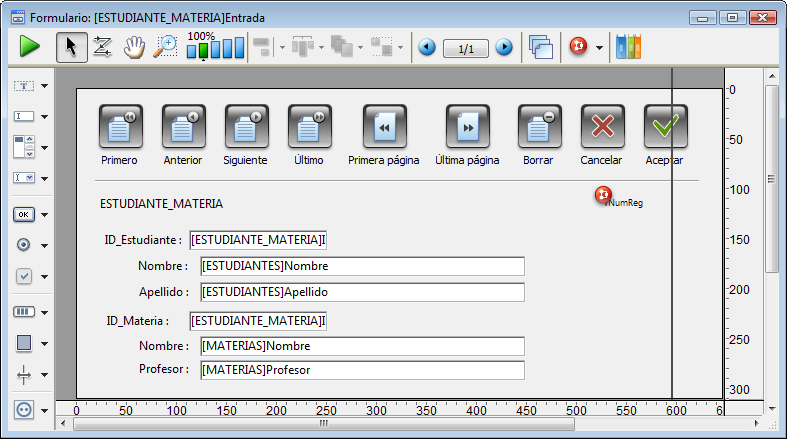 Formulario: [ESTUDIANTE_MATERIA]Entrada
100%
1/1
T
I
OK
Primero Anterior Siguiente Último Primera página Última página Borrar Cancelar Aceptar
ESTUDIANTE_MATERIA
vNumReg
ID_Estudiante : [ESTUDIANTE_MATERIA]I
Nombre : [ESTUDIANTES]Nombre
Apellido : [ESTUDIANTES]Apellido
ID_Materia : [ESTUDIANTE_MATERIA]I
Nombre : [MATERIAS]Nombre
Profesor : [MATERIAS]Profesor
0
50
100
150
200
250
300
0 50 100 150 200 250 300 350 400 450 500 550 600 6